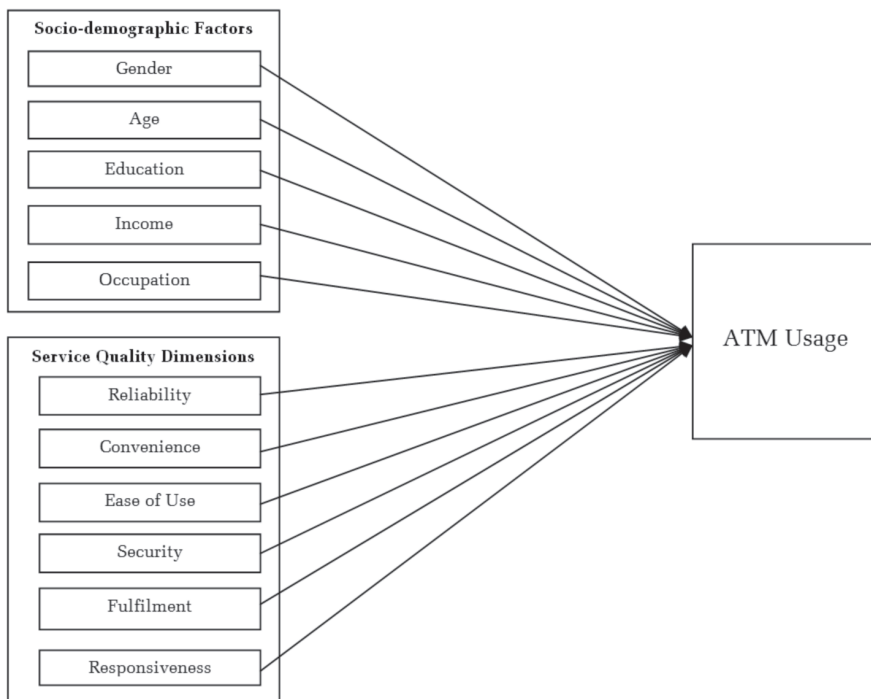 Socio-demographic Factors
Gender
Age
Education
Income
Occupation
Service Quality Dimensions
Reliability
Convenience
Ease of Use
Security
Fulfilment
Responsiveness
ATM Usage